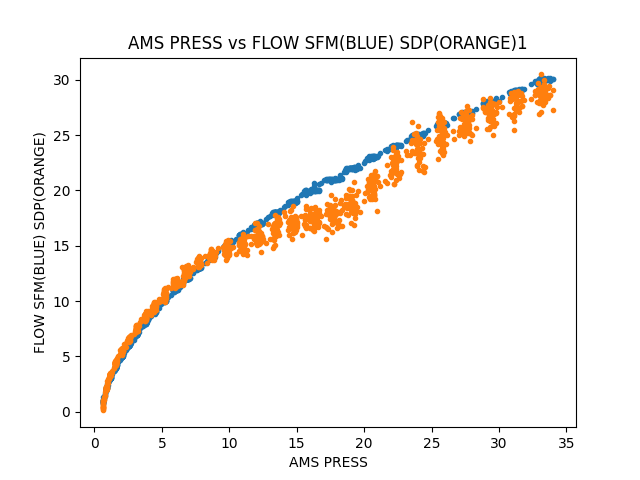 AMS PRESS vs FLOW SFM(BLUE) SDP(ORANGE)1
30
25
20
15
10
5
0
FLOW SFM(BLUE) SDP(ORANGE)
0 5 10 15 20 25 30 35
AMS PRESS